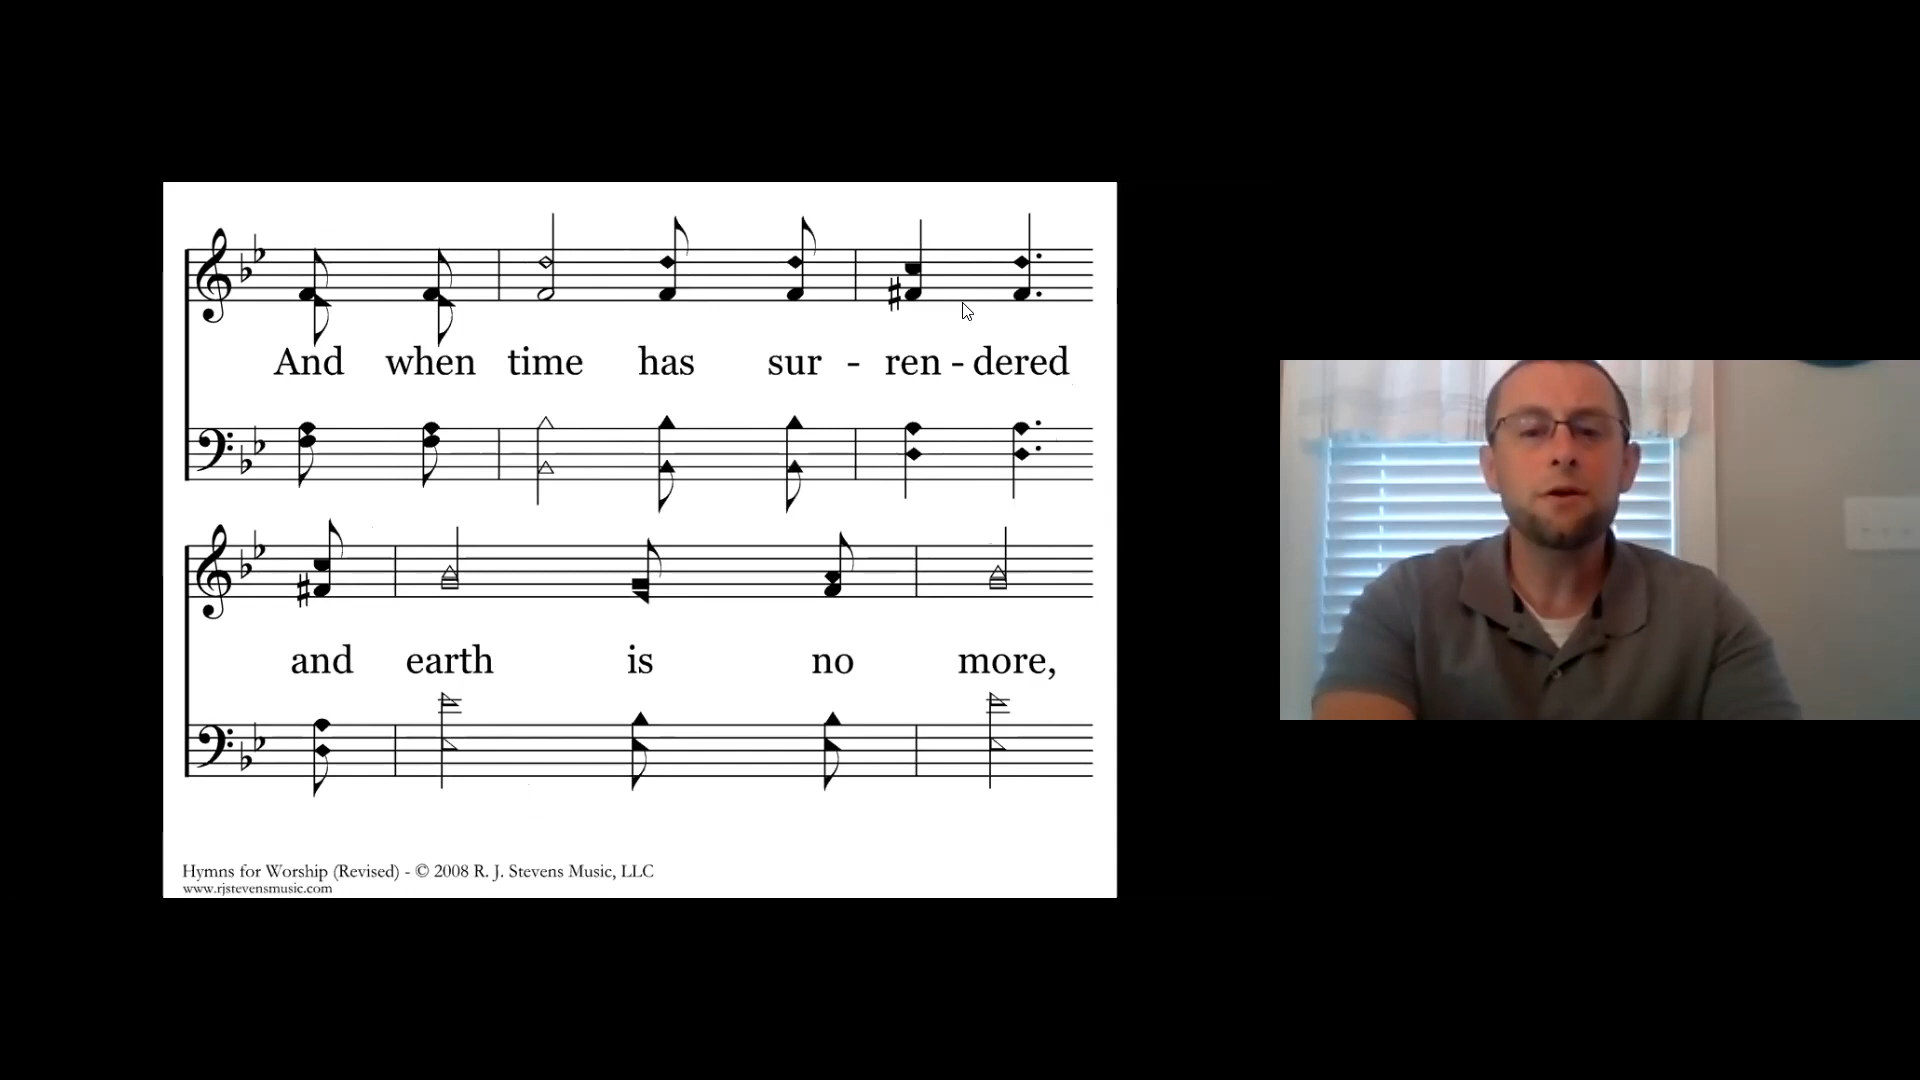 And when time has sur - ren - dered
and earth is no more,
Hymns for Worship (Revised) - © 2008 R. J. Stevens Music, LLC
www.rjstevensmusic.com